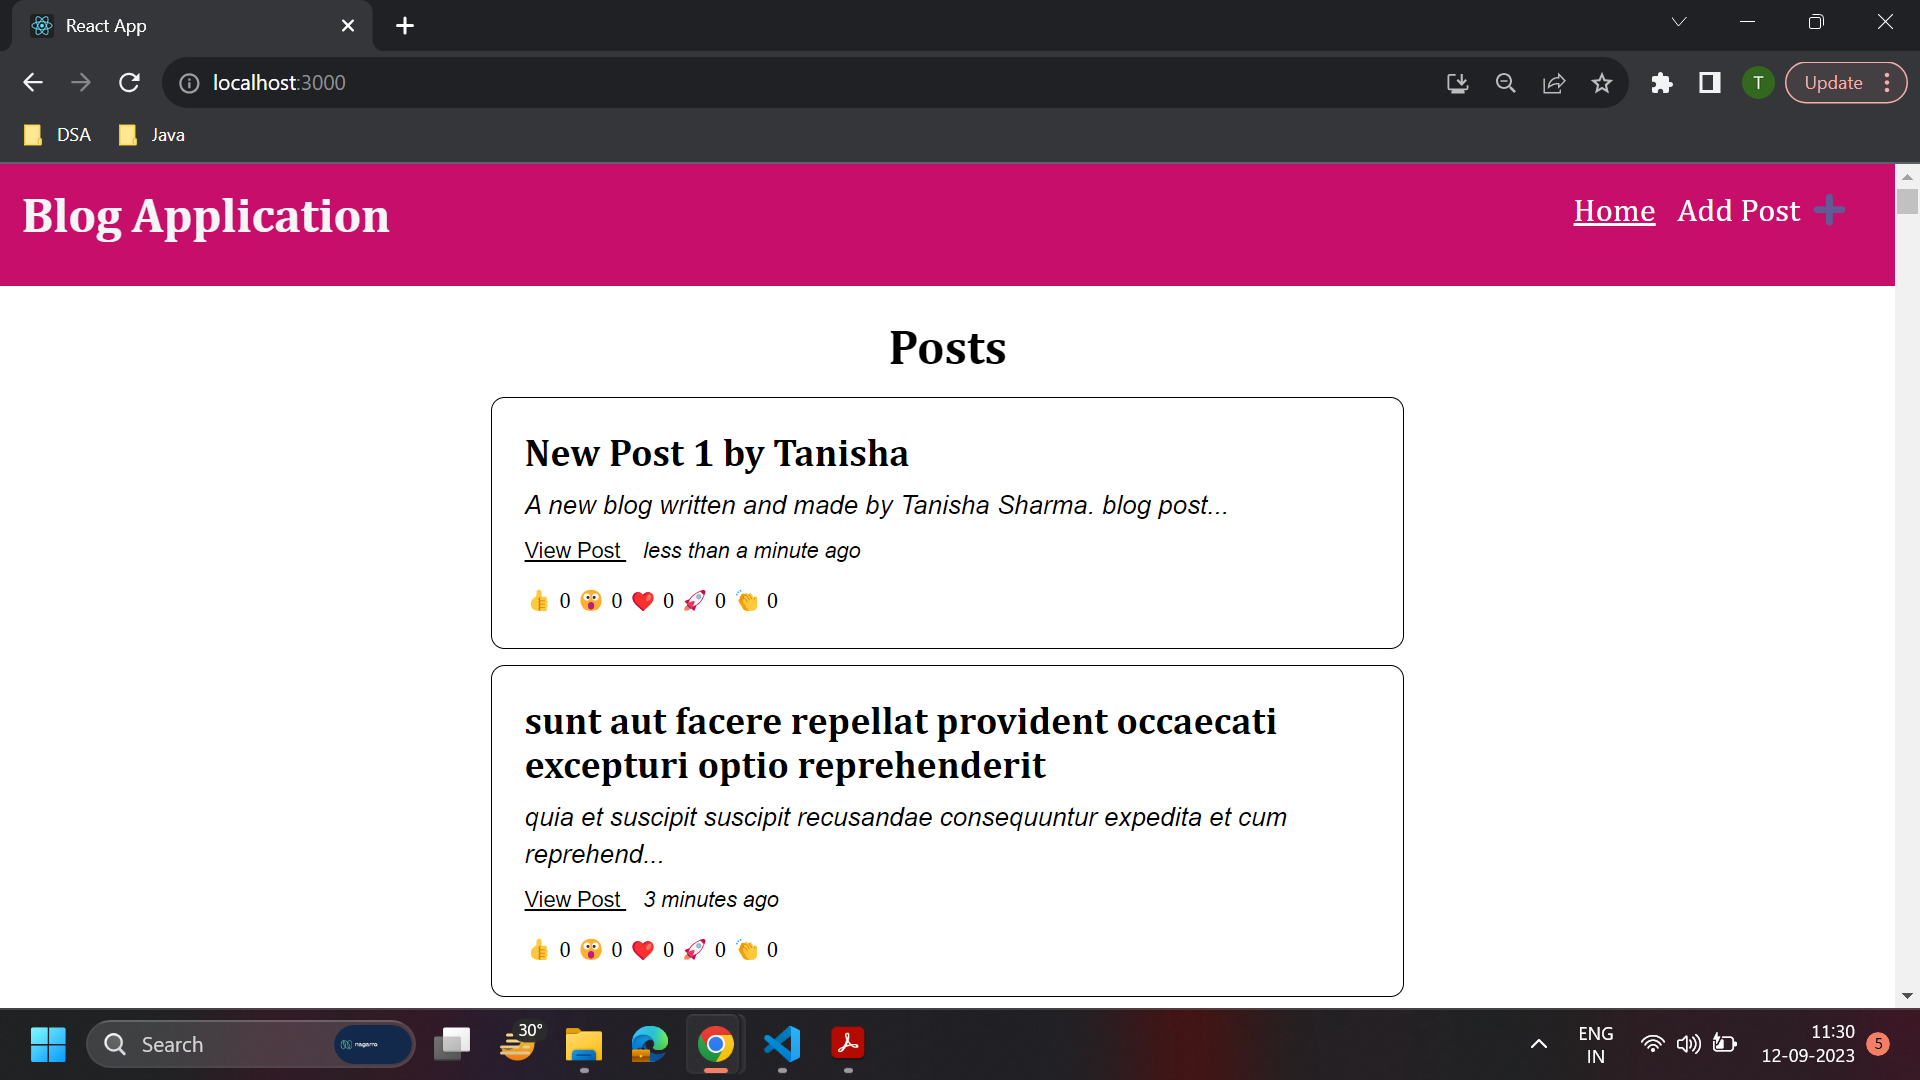 React App
localhost:3000
Update
T
DSA
Java
Blog Application
Home
Add Post
Posts
New Post 1 by Tanisha
A new blog written and made by Tanisha Sharma. blog post...
View Post less than a minute ago
👍 0 😲 0 ❤️ 0 🚀 0 👏 0
sunt aut facere repellat provident occaecati
excepturi optio reprehenderit
quia et suscipit suscipit recusandae consequuntur expedita et cum
reprehend...
View Post 3 minutes ago
👍 0 😲 0 ❤️ 0 🚀 0 👏 0
Search
nagarro
30°
ENG
IN
11:30
12-09-2023
5